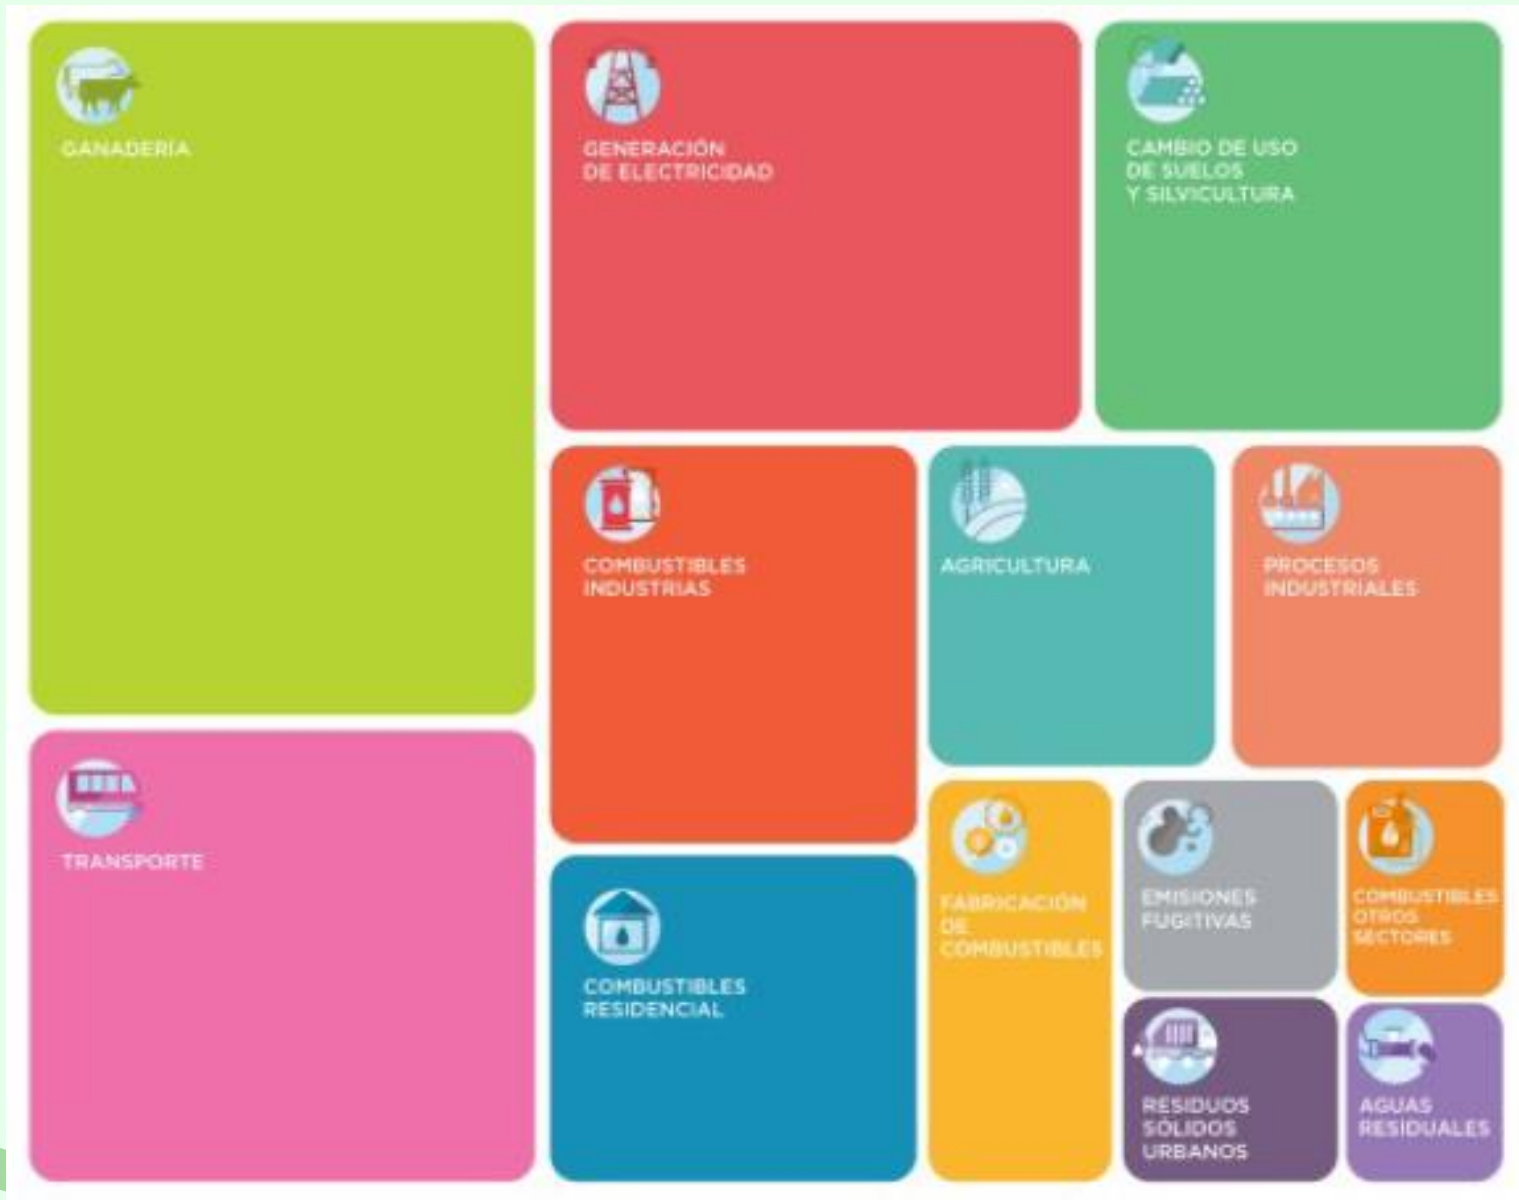 GANADERÍA
GENERACIÓN
DE ELECTRICIDAD
CAMBIO DE USO
DE SUELOS
Y SILVICULTURA
COMBUSTIBLES
INDUSTRIAS
AGRICULTURA
PROCESOS
INDUSTRIALES
TRANSPORTE
COMBUSTIBLES
RESIDENCIAL
FABRICACIÓN
DE
COMBUSTIBLES
EMISIONES
FUGITIVAS
COMBUSTIBLES
OTROS
SECTORES
RESIDUOS
SÓLIDOS
URBANOS
AGUAS
RESIDUALES